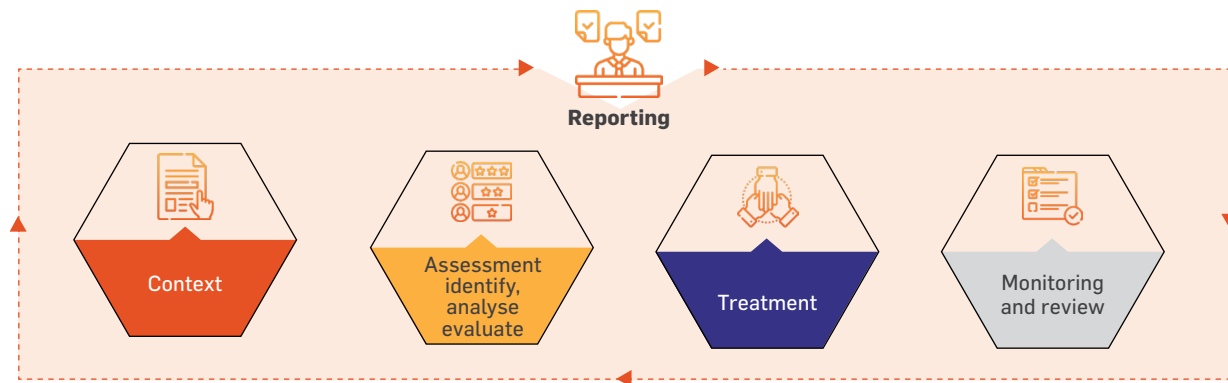 Reporting
Context
Assessment
identify,
analyse
evaluate
Treatment
Monitoring
and review